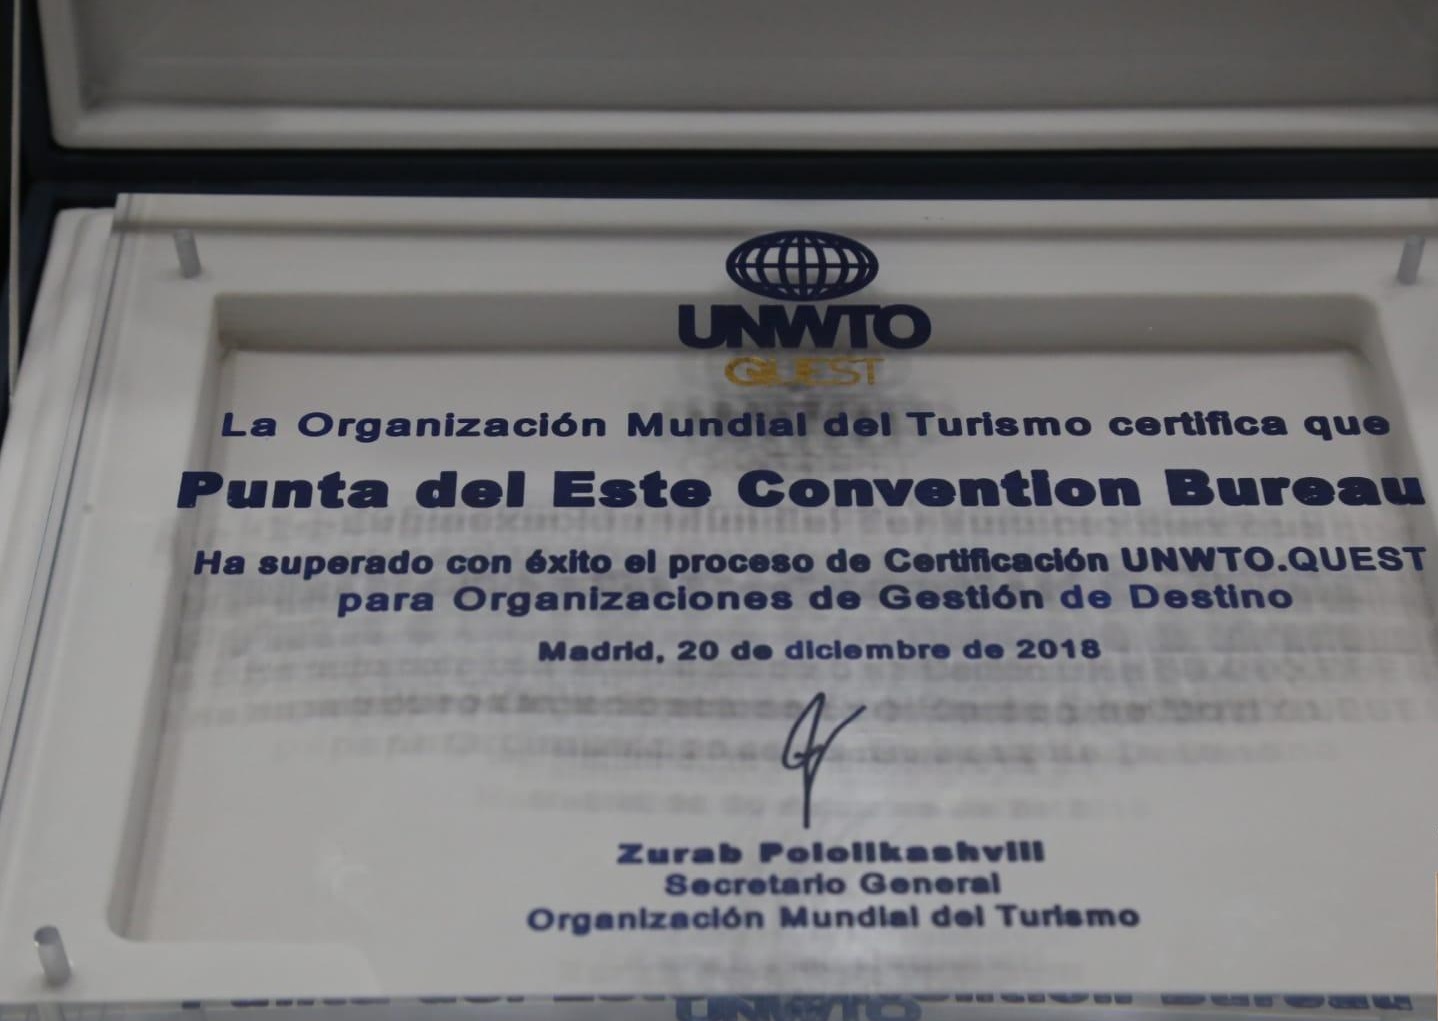 UNWTO
QUEST
La Organización Mundial del Turismo certifica que
Punta del Este Convention Bureau
Ha superado con éxito el proceso de Certificación UNWTO.QUEST
para Organizaciones de Gestión de Destino
Madrid, 20 de diciembre de 2018
Zurab Pololikashvili
Secretario General
Organización Mundial del Turismo